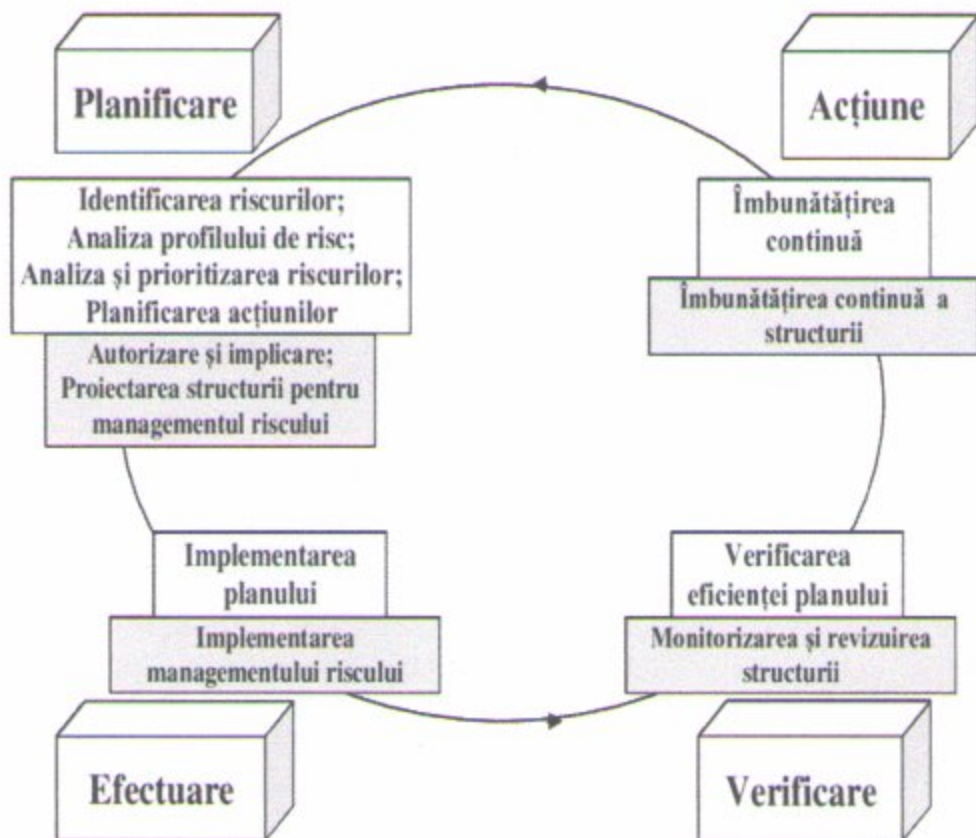 Planificare
Acțiune
Identificarea riscurilor;
Analiza profilului de risc;
Analiza și prioritizarea riscurilor;
Planificarea acțiunilor
Autorizare și implicare;
Proiectarea structurii pentru
managementul riscului
Îmbunătățirea
continuă
Îmbunătățirea continuă a
structurii
Implementarea
planului
Implementarea
managementului riscului
Verificarea
eficienței planului
Monitorizarea și revizuirea
structurii
Efectuare
Verificare